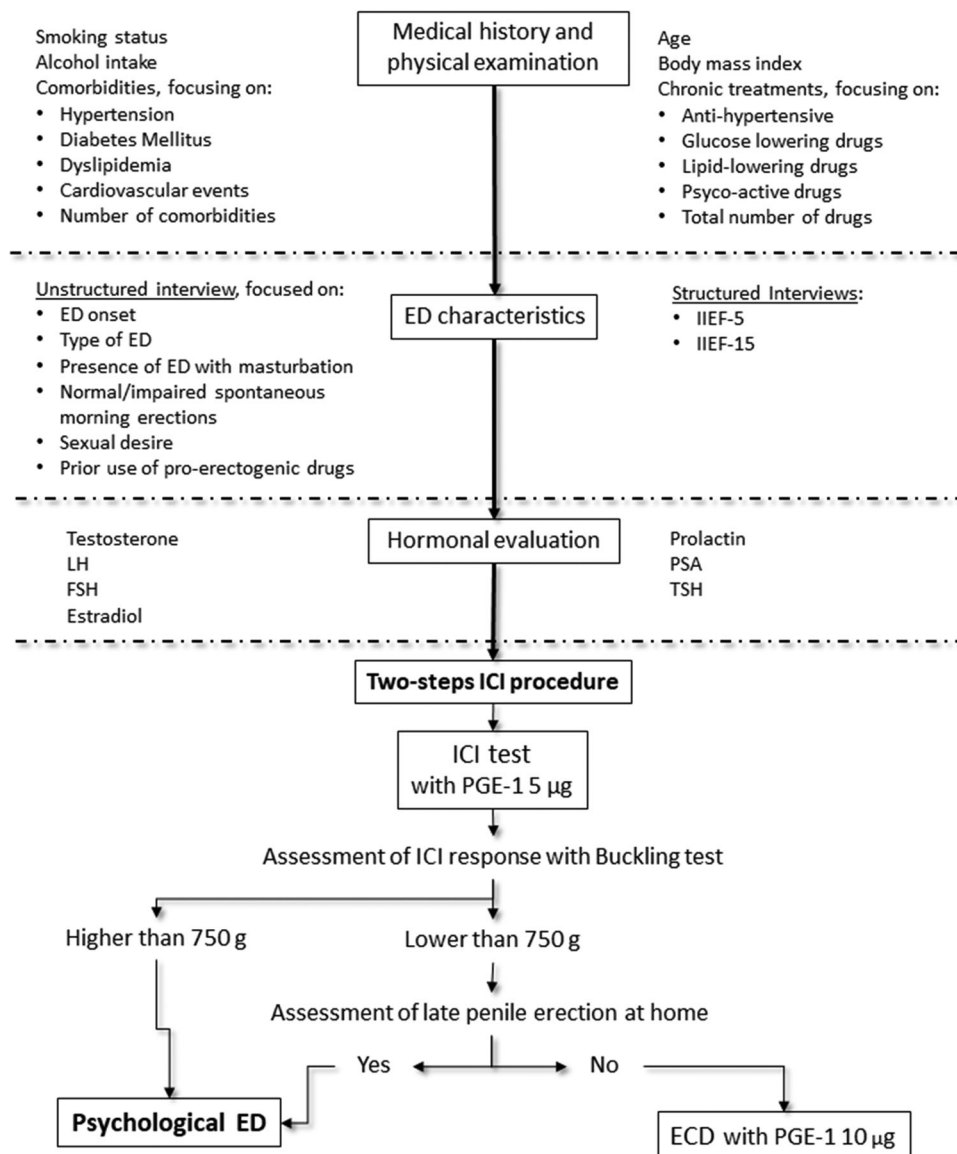 Medical history and
physical examination
Smoking status
Alcohol intake
Comorbidities, focusing on:
• Hypertension
• Diabetes Mellitus
• Dyslipidemia
• Cardiovascular events
• Number of comorbidities
Age
Body mass index
Chronic treatments, focusing on:
• Anti-hypertensive
• Glucose lowering drugs
• Lipid-lowering drugs
• Psyco-active drugs
• Total number of drugs
Unstructured interview, focused on:
• ED onset
• Type of ED
• Presence of ED with masturbation
• Normal/impaired spontaneous
morning erections
• Sexual desire
• Prior use of pro-erectogenic drugs
ED characteristics
Structured Interviews:
• IIEF-5
• IIEF-15
Testosterone
LH
FSH
Estradiol
Hormonal evaluation
Prolactin
PSA
TSH
Two-steps ICI procedure
ICI test
with PGE-1 5 µg
Assessment of ICI response with Buckling test
Higher than 750 g
Lower than 750 g
Assessment of late penile erection at home
Yes
No
Psychological ED
ECD with PGE-1 10 µg